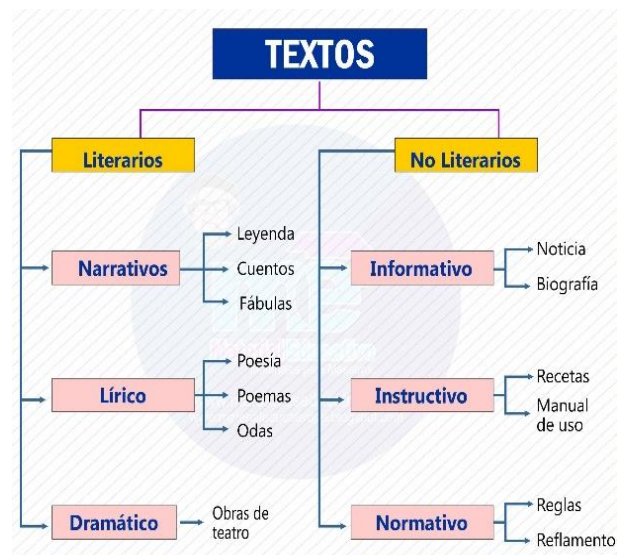 TEXTOS
Literarios
Narrativos
Leyenda
Cuentos
Fábulas
Lírico
Poesía
Poemas
Odas
Dramático
Obras de
teatro
No Literarios
Informativo
Noticia
Biografía
Instructivo
Recetas
Manual
de uso
Normativo
Reglas
Reflamento